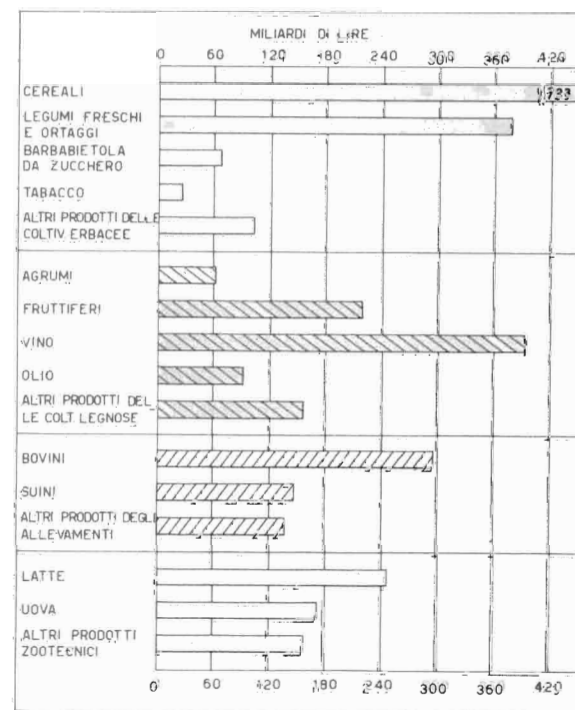 MILIARDI DI LIRE
0 60 120 180 240 300 360 420
CEREALI 723
LEGUMI FRESCHI
E ORTAGGI
BARBABIETOLA
DA ZUCCHERO
TABACCO
ALTRI PRODOTTI DELLE
COLTIV. ERBACEE
AGRUMI
FRUTTIFERI
VINO
OLIO
ALTRI PRODOTTI DEL
LE COLT. LEGNOSE
BOVINI
SUINI
ALTRI PRODOTTI DEGLI
ALLEVAMENTI
LATTE
UOVA
ALTRI PRODOTTI
ZOOTECNICI
0 60 120 180 240 300 360 420